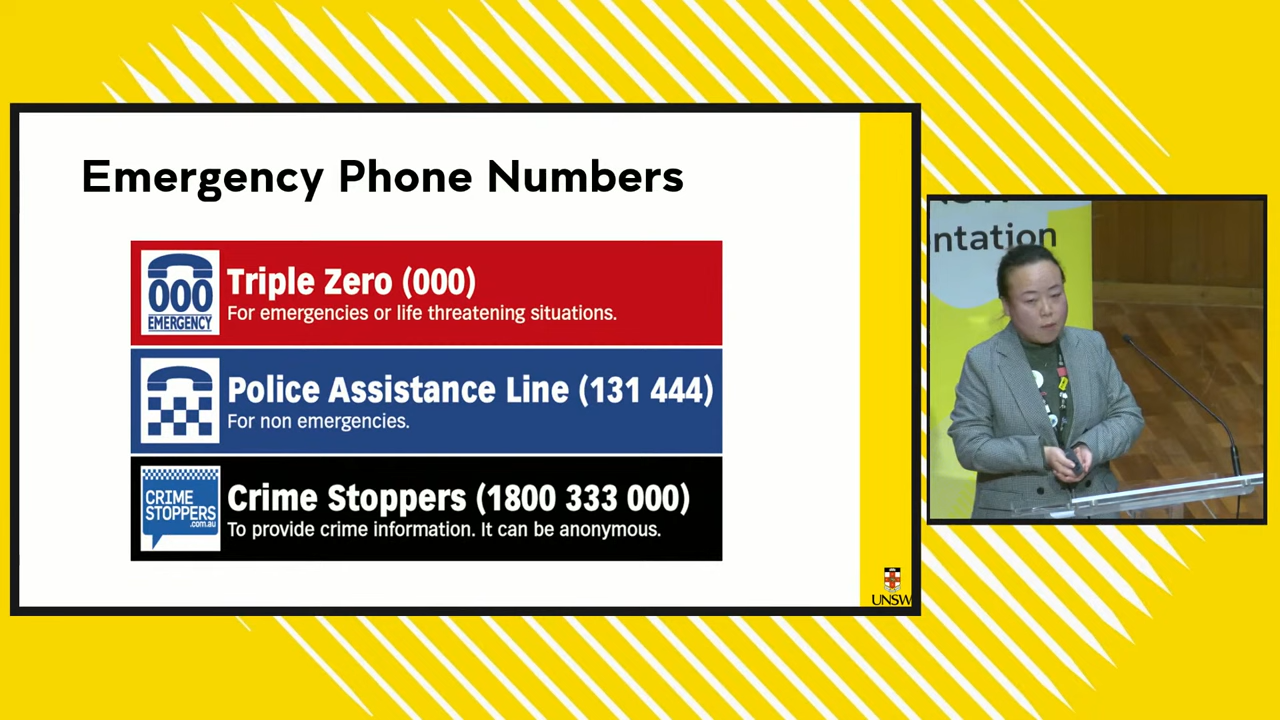 Emergency Phone Numbers
000
EMERGENCY
Triple Zero (000)
For emergencies or life threatening situations.
Police Assistance Line (131 444)
For non emergencies.
CRIME
STOPPERS
.com.au
Crime Stoppers (1800 333 000)
To provide crime information. It can be anonymous.
UNSW
ntation